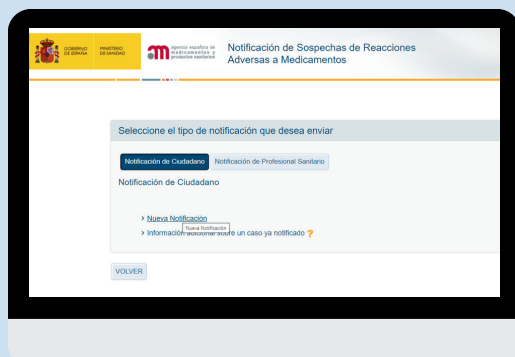 GOBIERNO
DE ESPAÑA
MINISTERIO
DE SANIDAD
am
agencia española de
medicamentos y
productos sanitarios
Notificación de Sospechas de Reacciones
Adversas a Medicamentos
Seleccione el tipo de notificación que desea enviar
Notificación de Ciudadano Notificación de Profesional Sanitario
Notificación de Ciudadano
› Nueva Notificación
Nueva Notificación
› Información adicional sobre un caso ya notificado ?
VOLVER